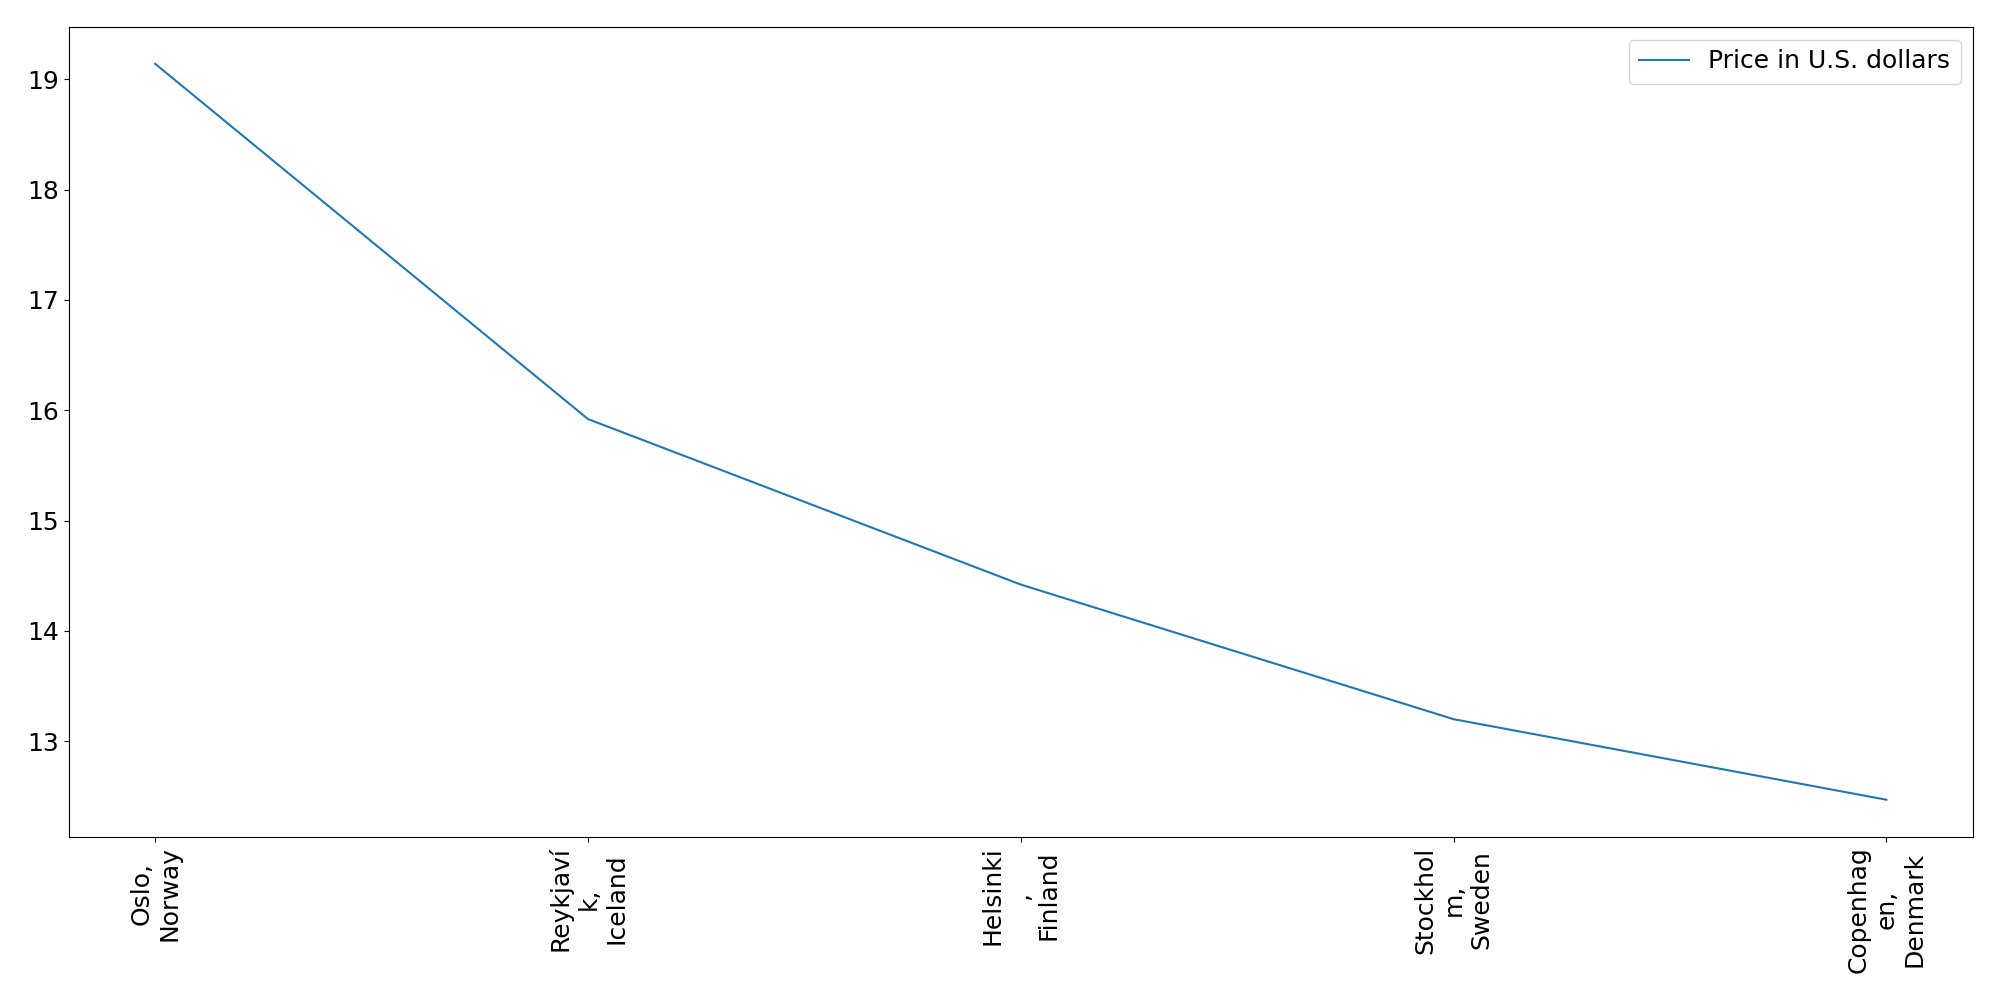 Price in U.S. dollars
19
18
17
16
15
14
13
Oslo,
Norway
Reykjaví
k,
Iceland
Helsinki
,
Finland
Stockhol
m,
Sweden
Copenhag
en,
Denmark